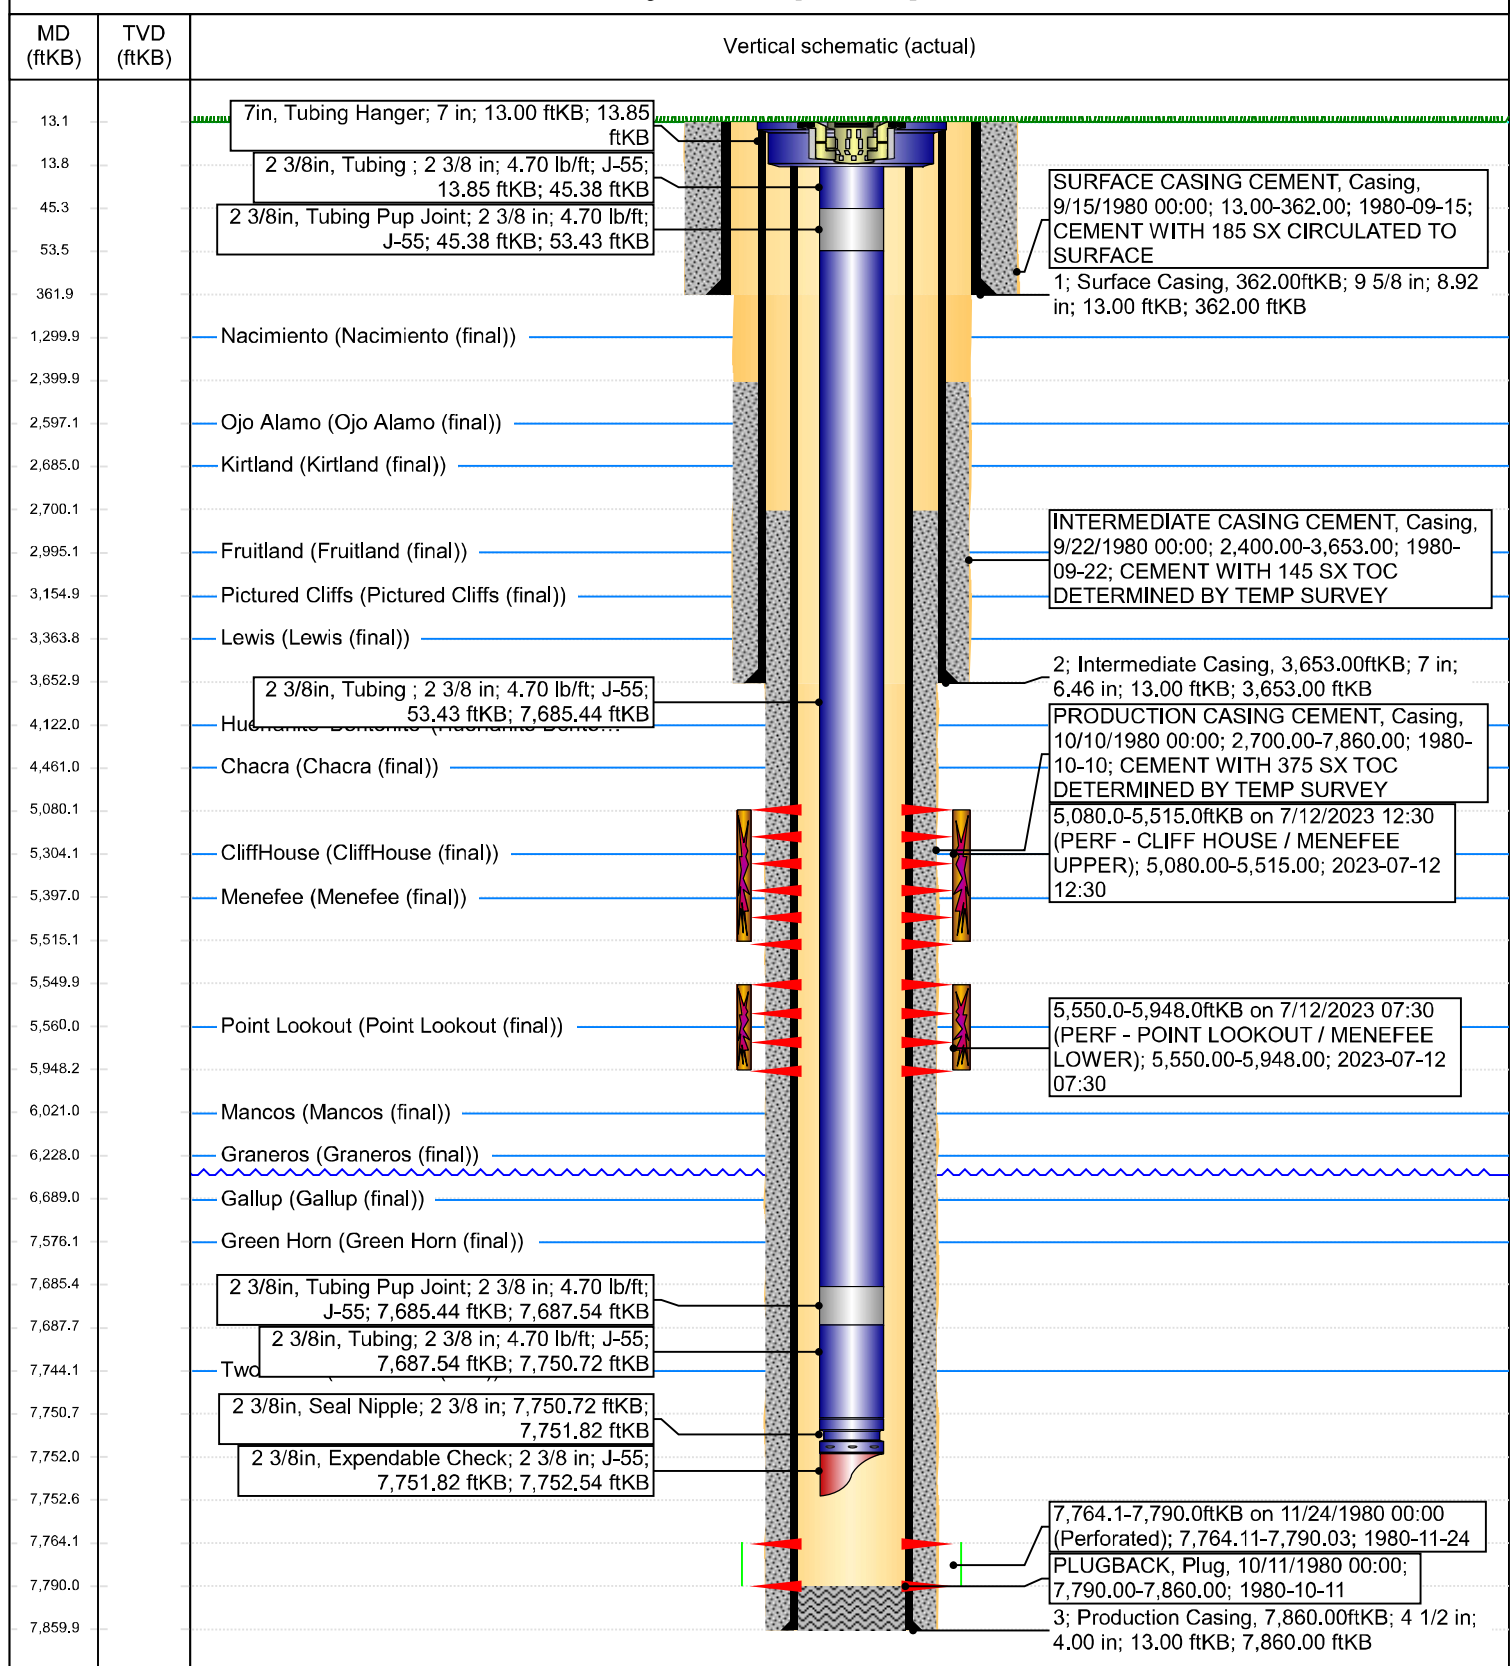 MD
(ftKB)
TVD
(ftKB)
Vertical schematic (actual)
13.1
13.8
45.3
53.5
361.9
1,299.9
2,399.9
2,597.1
2,685.0
2,700.1
2,995.1
3,154.9
3,363.8
3,652.9
4,122.0
4,461.0
5,080.1
5,304.1
5,397.0
5,515.1
5,549.9
5,560.0
5,948.2
6,021.0
6,228.0
6,689.0
7,576.1
7,685.4
7,687.7
7,744.1
7,750.7
7,752.0
7,752.6
7,764.1
7,790.0
7,859.9
7in, Tubing Hanger; 7 in; 13.00 ftKB; 13.85
ftKB
2 3/8in, Tubing ; 2 3/8 in; 4.70 lb/ft; J-55;
13.85 ftKB; 45.38 ftKB
2 3/8in, Tubing Pup Joint; 2 3/8 in; 4.70 lb/ft;
J-55; 45.38 ftKB; 53.43 ftKB
Nacimiento (Nacimiento (final))
Ojo Alamo (Ojo Alamo (final))
Kirtland (Kirtland (final))
Fruitland (Fruitland (final))
Pictured Cliffs (Pictured Cliffs (final))
Lewis (Lewis (final))
2 3/8in, Tubing ; 2 3/8 in; 4.70 lb/ft; J-55;
53.43 ftKB; 7,685.44 ftKB
Chacra (Chacra (final))
CliffHouse (CliffHouse (final))
Menefee (Menefee (final))
Point Lookout (Point Lookout (final))
Mancos (Mancos (final))
Graneros (Graneros (final))
Gallup (Gallup (final))
Green Horn (Green Horn (final))
2 3/8in, Tubing Pup Joint; 2 3/8 in; 4.70 lb/ft;
J-55; 7,685.44 ftKB; 7,687.54 ftKB
2 3/8in, Tubing; 2 3/8 in; 4.70 lb/ft; J-55;
7,687.54 ftKB; 7,750.72 ftKB
Two
2 3/8in, Seal Nipple; 2 3/8 in; 7,750.72 ftKB;
7,751.82 ftKB
2 3/8in, Expendable Check; 2 3/8 in; J-55;
7,751.82 ftKB; 7,752.54 ftKB
SURFACE CASING CEMENT, Casing,
9/15/1980 00:00; 13.00-362.00; 1980-09-15;
CEMENT WITH 185 SX CIRCULATED TO
SURFACE
1; Surface Casing, 362.00ftKB; 9 5/8 in; 8.92
in; 13.00 ftKB; 362.00 ftKB
INTERMEDIATE CASING CEMENT, Casing,
9/22/1980 00:00; 2,400.00-3,653.00; 1980-
09-22; CEMENT WITH 145 SX TOC
DETERMINED BY TEMP SURVEY
2; Intermediate Casing, 3,653.00ftKB; 7 in;
6.46 in; 13.00 ftKB; 3,653.00 ftKB
PRODUCTION CASING CEMENT, Casing,
10/10/1980 00:00; 2,700.00-7,860.00; 1980-
10-10; CEMENT WITH 375 SX TOC
DETERMINED BY TEMP SURVEY
5,080.0-5,515.0ftKB on 7/12/2023 12:30
(PERF - CLIFF HOUSE / MENEFEE
UPPER); 5,080.00-5,515.00; 2023-07-12
12:30
5,550.0-5,948.0ftKB on 7/12/2023 07:30
(PERF - POINT LOOKOUT / MENEFEE
LOWER); 5,550.00-5,948.00; 2023-07-12
07:30
7,764.1-7,790.0ftKB on 11/24/1980 00:00
(Perforated); 7,764.11-7,790.03; 1980-11-24
PLUGBACK, Plug, 10/11/1980 00:00;
7,790.00-7,860.00; 1980-10-11
3; Production Casing, 7,860.00ftKB; 4 1/2 in;
4.00 in; 13.00 ftKB; 7,860.00 ftKB